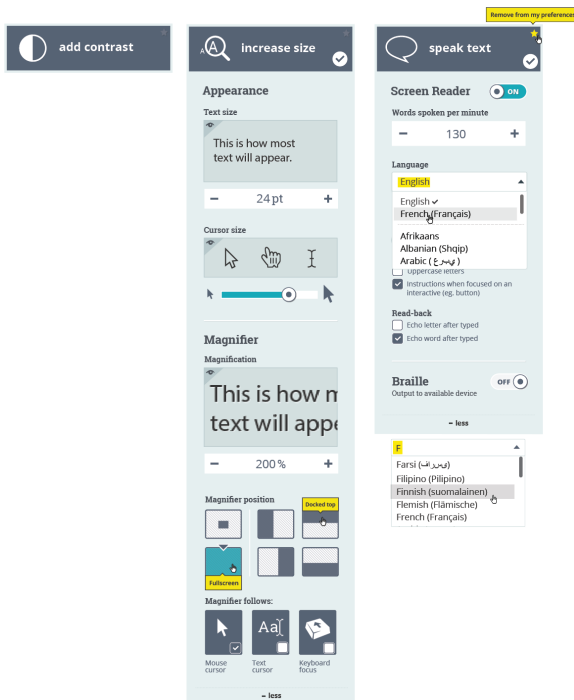 Remove from my preferences
add contrast
A A
increase size
speak text
Appearance
Text size
This is how most
text will appear.
– 24 pt +
Cursor size
Magnifier
Magnification
This is how m
text will appe
– 200% +
Magnifier position
Docked top
Fullscreen
Magnifier follows:
Aa
Mouse
cursor
Text
cursor
Keyboard
focus
– less
Screen Reader
ON
Words spoken per minute
– 130 +
Language
English
English ✓
French (Français)
Afrikaans
Albanian (Shqip)
Uppercase letters
Instructions when focused on an
interactive (eg. button)
Read-back
Echo letter after typed
Echo word after typed
Braille
OFF
Output to available device
– less
F
Filipino (Pilipino)
Finnish (suomalainen)
Flemish (Flämische)
French (Français)